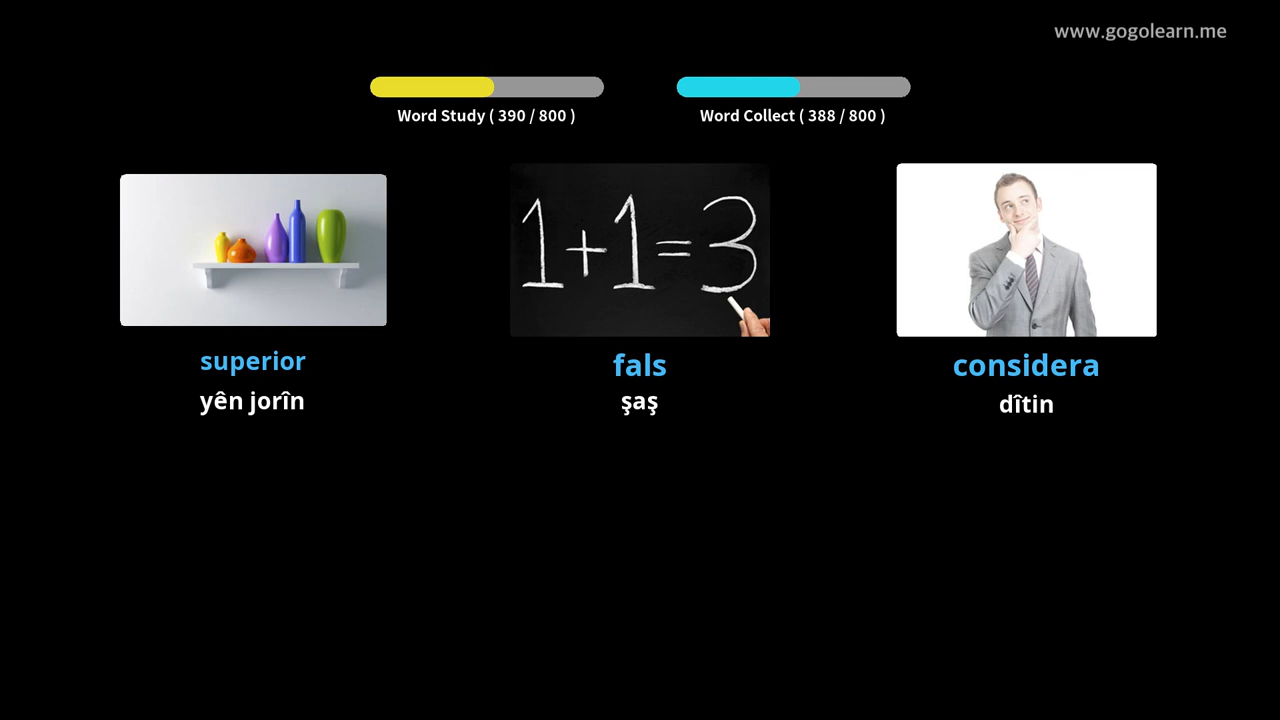 www.gogolearn.me
Word Study ( 390 / 800 )
Word Collect ( 388 / 800 )
1+1=3
superior
fals
considera
yên jorîn
şaş
dîtin